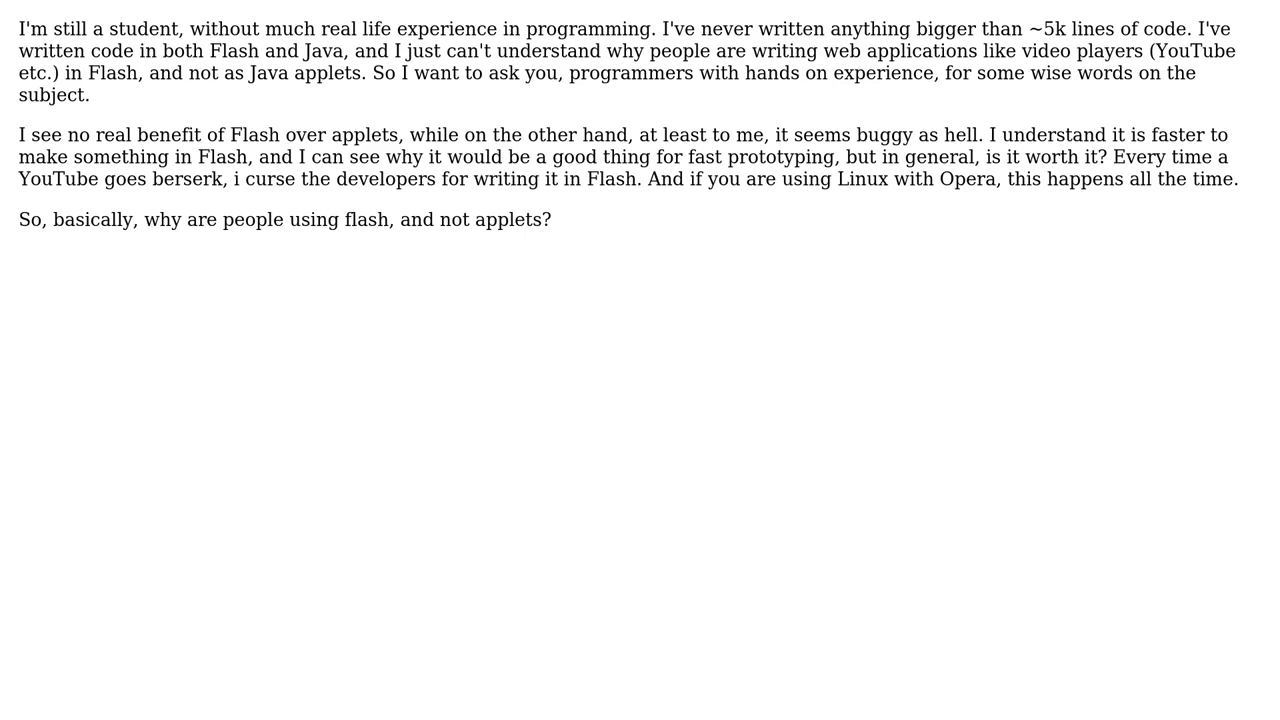 I'm still a student, without much real life experience in programming. I've never written anything bigger than ~5k lines of code. I've
written code in both Flash and Java, and I just can't understand why people are writing web applications like video players (YouTube
etc.) in Flash, and not as Java applets. So I want to ask you, programmers with hands on experience, for some wise words on the
subject.
I see no real benefit of Flash over applets, while on the other hand, at least to me, it seems buggy as hell. I understand it is faster to
make something in Flash, and I can see why it would be a good thing for fast prototyping, but in general, is it worth it? Every time a
YouTube goes berserk, i curse the developers for writing it in Flash. And if you are using Linux with Opera, this happens all the time.
So, basically, why are people using flash, and not applets?